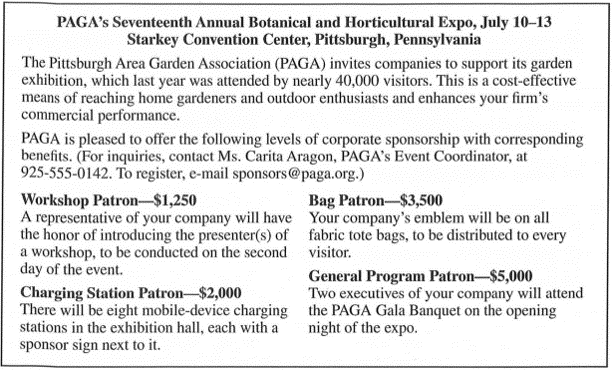 PAGA's Seventeenth Annual Botanical and Horticultural Expo, July 10–13
Starkey Convention Center, Pittsburgh, Pennsylvania
The Pittsburgh Area Garden Association (PAGA) invites companies to support its garden
exhibition, which last year was attended by nearly 40,000 visitors. This is a cost-effective
means of reaching home gardeners and outdoor enthusiasts and enhances your firm's
commercial performance.
PAGA is pleased to offer the following levels of corporate sponsorship with corresponding
benefits. (For inquiries, contact Ms. Carita Aragon, PAGA's Event Coordinator, at
925-555-0142. To register, e-mail sponsors@paga.org.)
Workshop Patron—$1,250
A representative of your company will have
the honor of introducing the presenter(s) of
a workshop, to be conducted on the second
day of the event.
Charging Station Patron—$2,000
There will be eight mobile-device charging
stations in the exhibition hall, each with a
sponsor sign next to it.
Bag Patron—$3,500
Your company's emblem will be on all
fabric tote bags, to be distributed to every
visitor.
General Program Patron—$5,000
Two executives of your company will attend
the PAGA Gala Banquet on the opening
night of the expo.